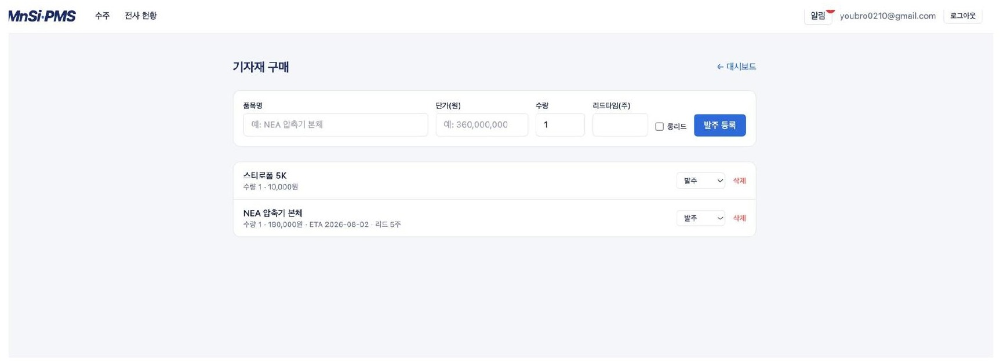 MnSi·PMS 수주 전사 현황 알림 youbro0210@gmail.com 로그아웃
기자재 구매 ← 대시보드
품목명 단가(원) 수량 리드타임(주)
예: NEA 압축기 본체 예: 360,000,000 1 롱리드 발주 등록
스티로폼 5K
수량 1 · 10,000원
발주 삭제
NEA 압축기 본체
수량 1 · 180,000원 · ETA 2026-08-02 · 리드 5주
발주 삭제